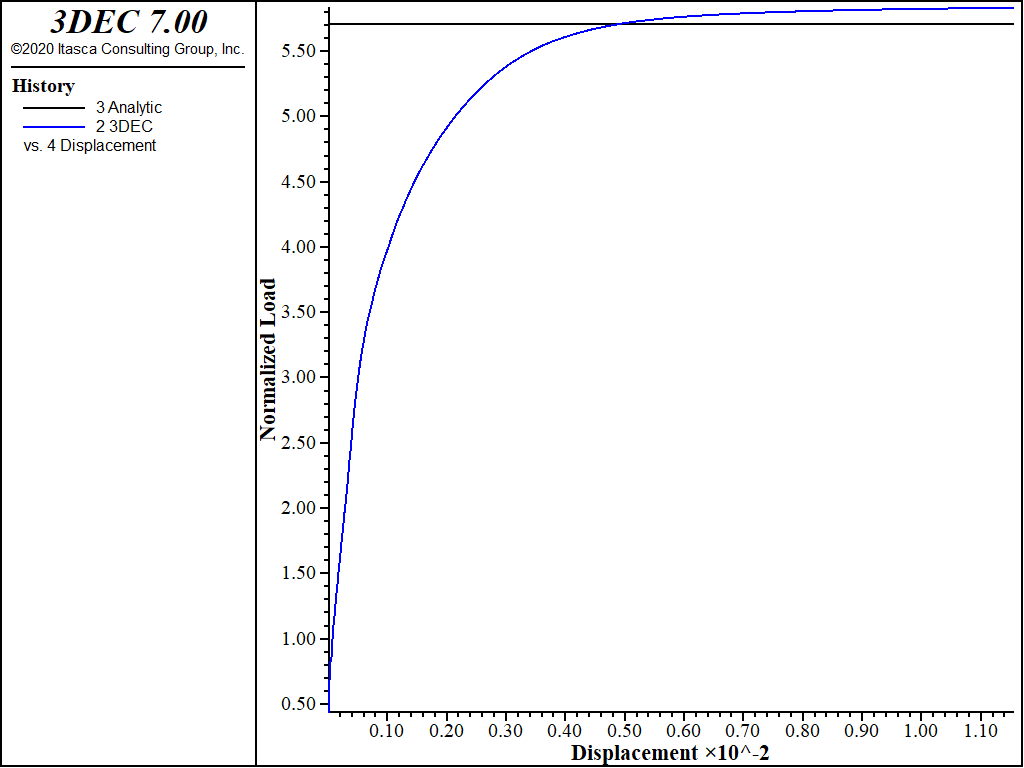 3DEC 7.00
©2020 Itasca Consulting Group, Inc.
History
3 Analytic
2 3DEC
vs. 4 Displacement
Normalized Load
5.50
5.00
4.50
4.00
3.50
3.00
2.50
2.00
1.50
1.00
0.50
0.10 0.20 0.30 0.40 0.50 0.60 0.70 0.80 0.90 1.00 1.10
Displacement ×10^-2